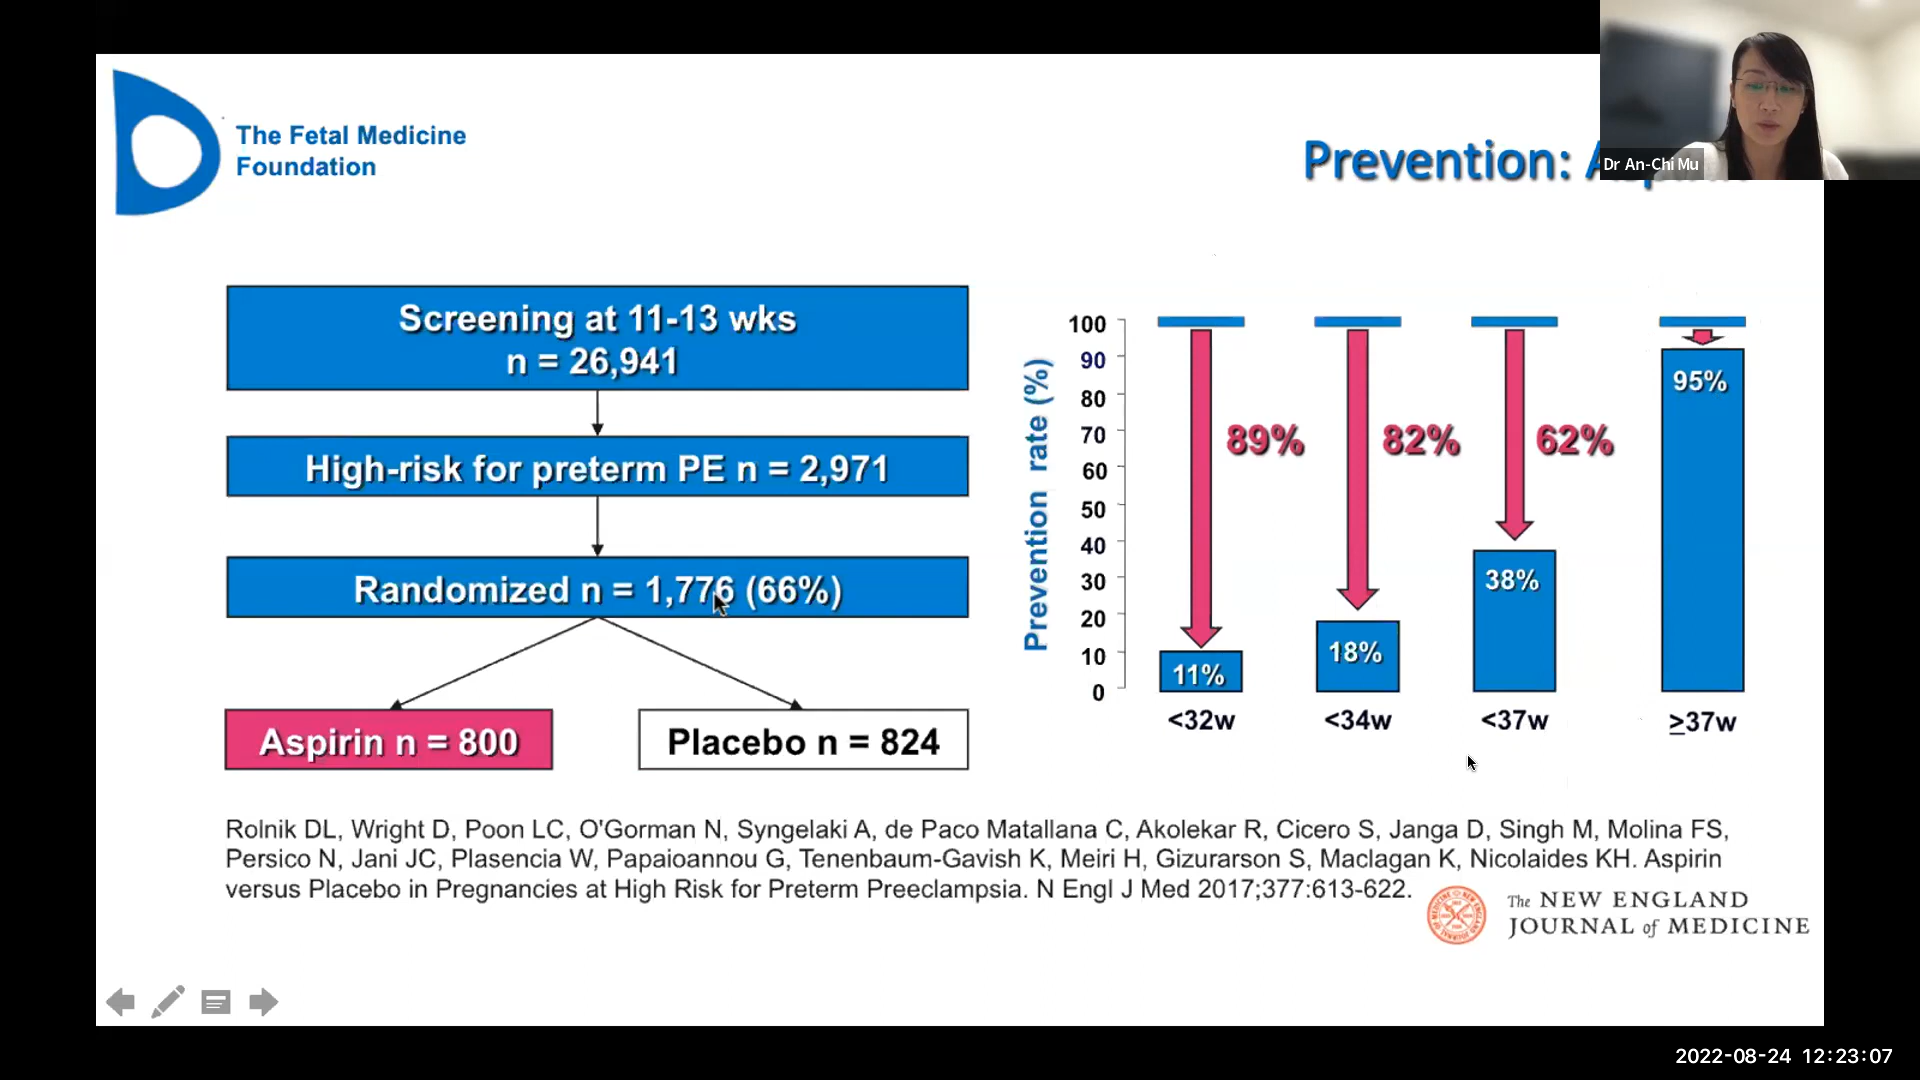 The Fetal Medicine
Foundation
Prevention:
Dr An-Chi Mu
Screening at 11-13 wks
n = 26,941
High-risk for preterm PE n = 2,971
Randomized n = 1,776 (66%)
Aspirin n = 800
Placebo n = 824
Prevention rate (%)
100
90
80
70
60
50
40
30
20
10
0
89%
82%
62%
95%
11%
18%
38%
<32w
<34w
<37w
≥37w
Rolnik DL, Wright D, Poon LC, O'Gorman N, Syngelaki A, de Paco Matallana C, Akolekar R, Cicero S, Janga D, Singh M, Molina FS,
Persico N, Jani JC, Plasencia W, Papaioannou G, Tenenbaum-Gavish K, Meiri H, Gizurarson S, Maclagan K, Nicolaides KH. Aspirin
versus Placebo in Pregnancies at High Risk for Preterm Preeclampsia. N Engl J Med 2017;377:613-622.
The NEW ENGLAND
JOURNAL of MEDICINE
2022-08-24 12:23:07